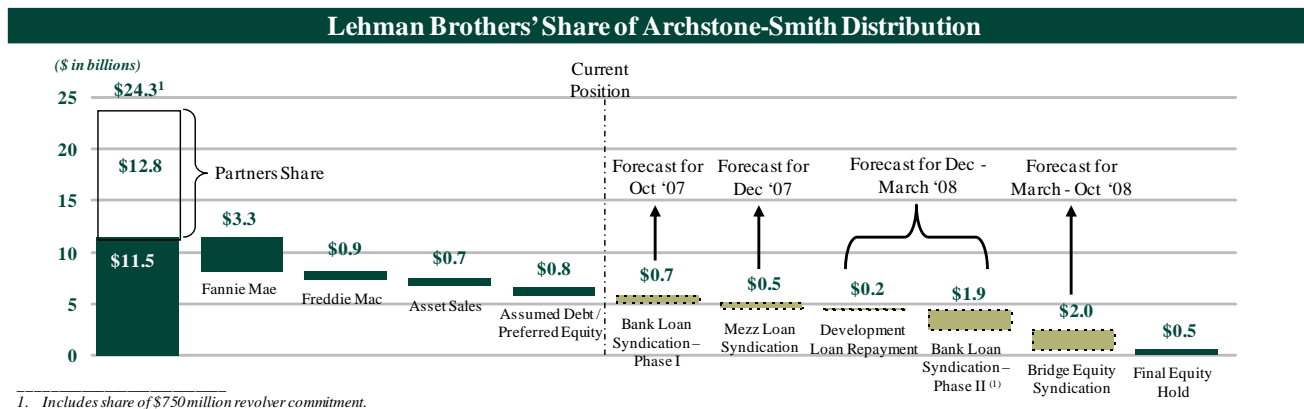 Lehman Brothers' Share of Archstone-Smith Distribution
($ in billions)
Current
Position
25
20
15
10
5
0
$24.3¹
$12.8
$11.5
Partners Share
$3.3
Fannie Mae
$0.9
Freddie Mac
$0.7
Asset Sales
$0.8
Assumed Debt /
Preferred Equity
Forecast for
Oct '07
$0.7
Bank Loan
Syndication –
Phase I
Forecast for
Dec '07
$0.5
Mezz Loan
Syndication
Forecast for Dec -
March '08
$0.2
Development
Loan Repayment
$1.9
Bank Loan
Syndication –
Phase II (1)
Forecast for
March - Oct '08
$2.0
Bridge Equity
Syndication
$0.5
Final Equity
Hold
1. Includes share of $750 million revolver commitment.